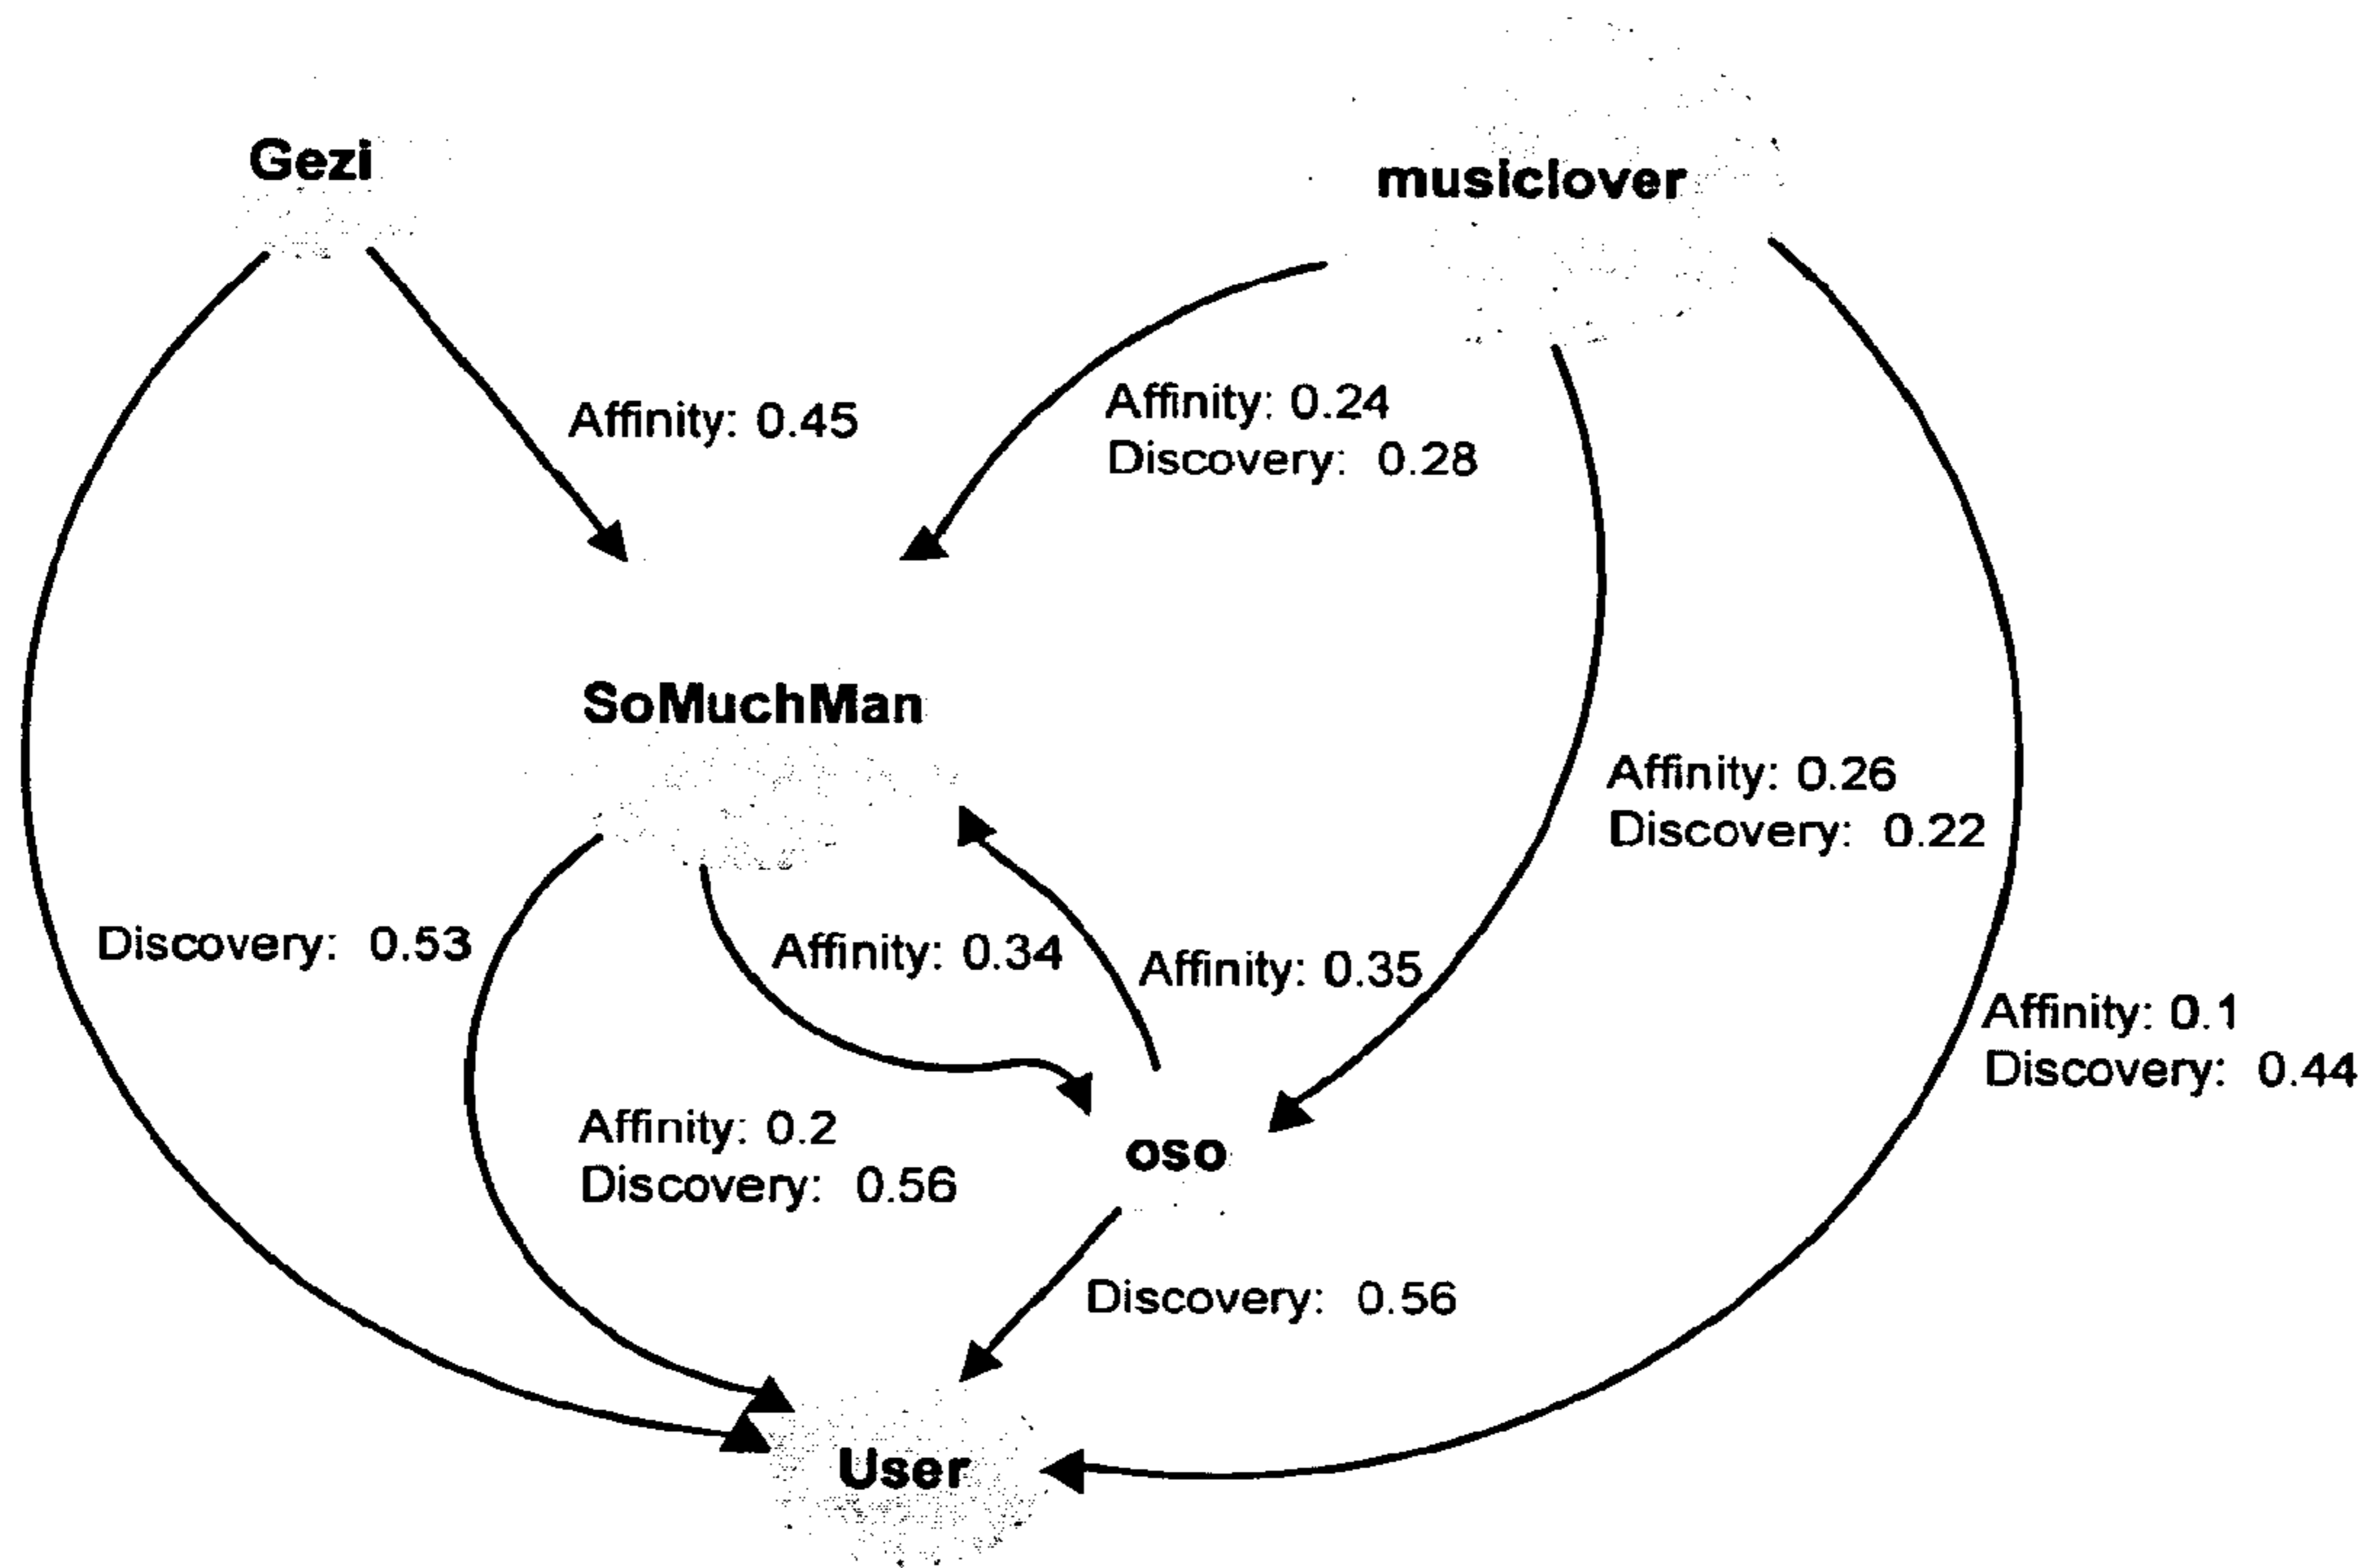 Gezi
musiclover
Affinity: 0.45
Affinity: 0.24
Discovery: 0.28
SoMuchMan
Affinity: 0.26
Discovery: 0.22
Discovery: 0.53
Affinity: 0.34
Affinity: 0.35
Affinity: 0.1
Discovery: 0.44
Affinity: 0.2
Discovery: 0.56
oso
Discovery: 0.56
User